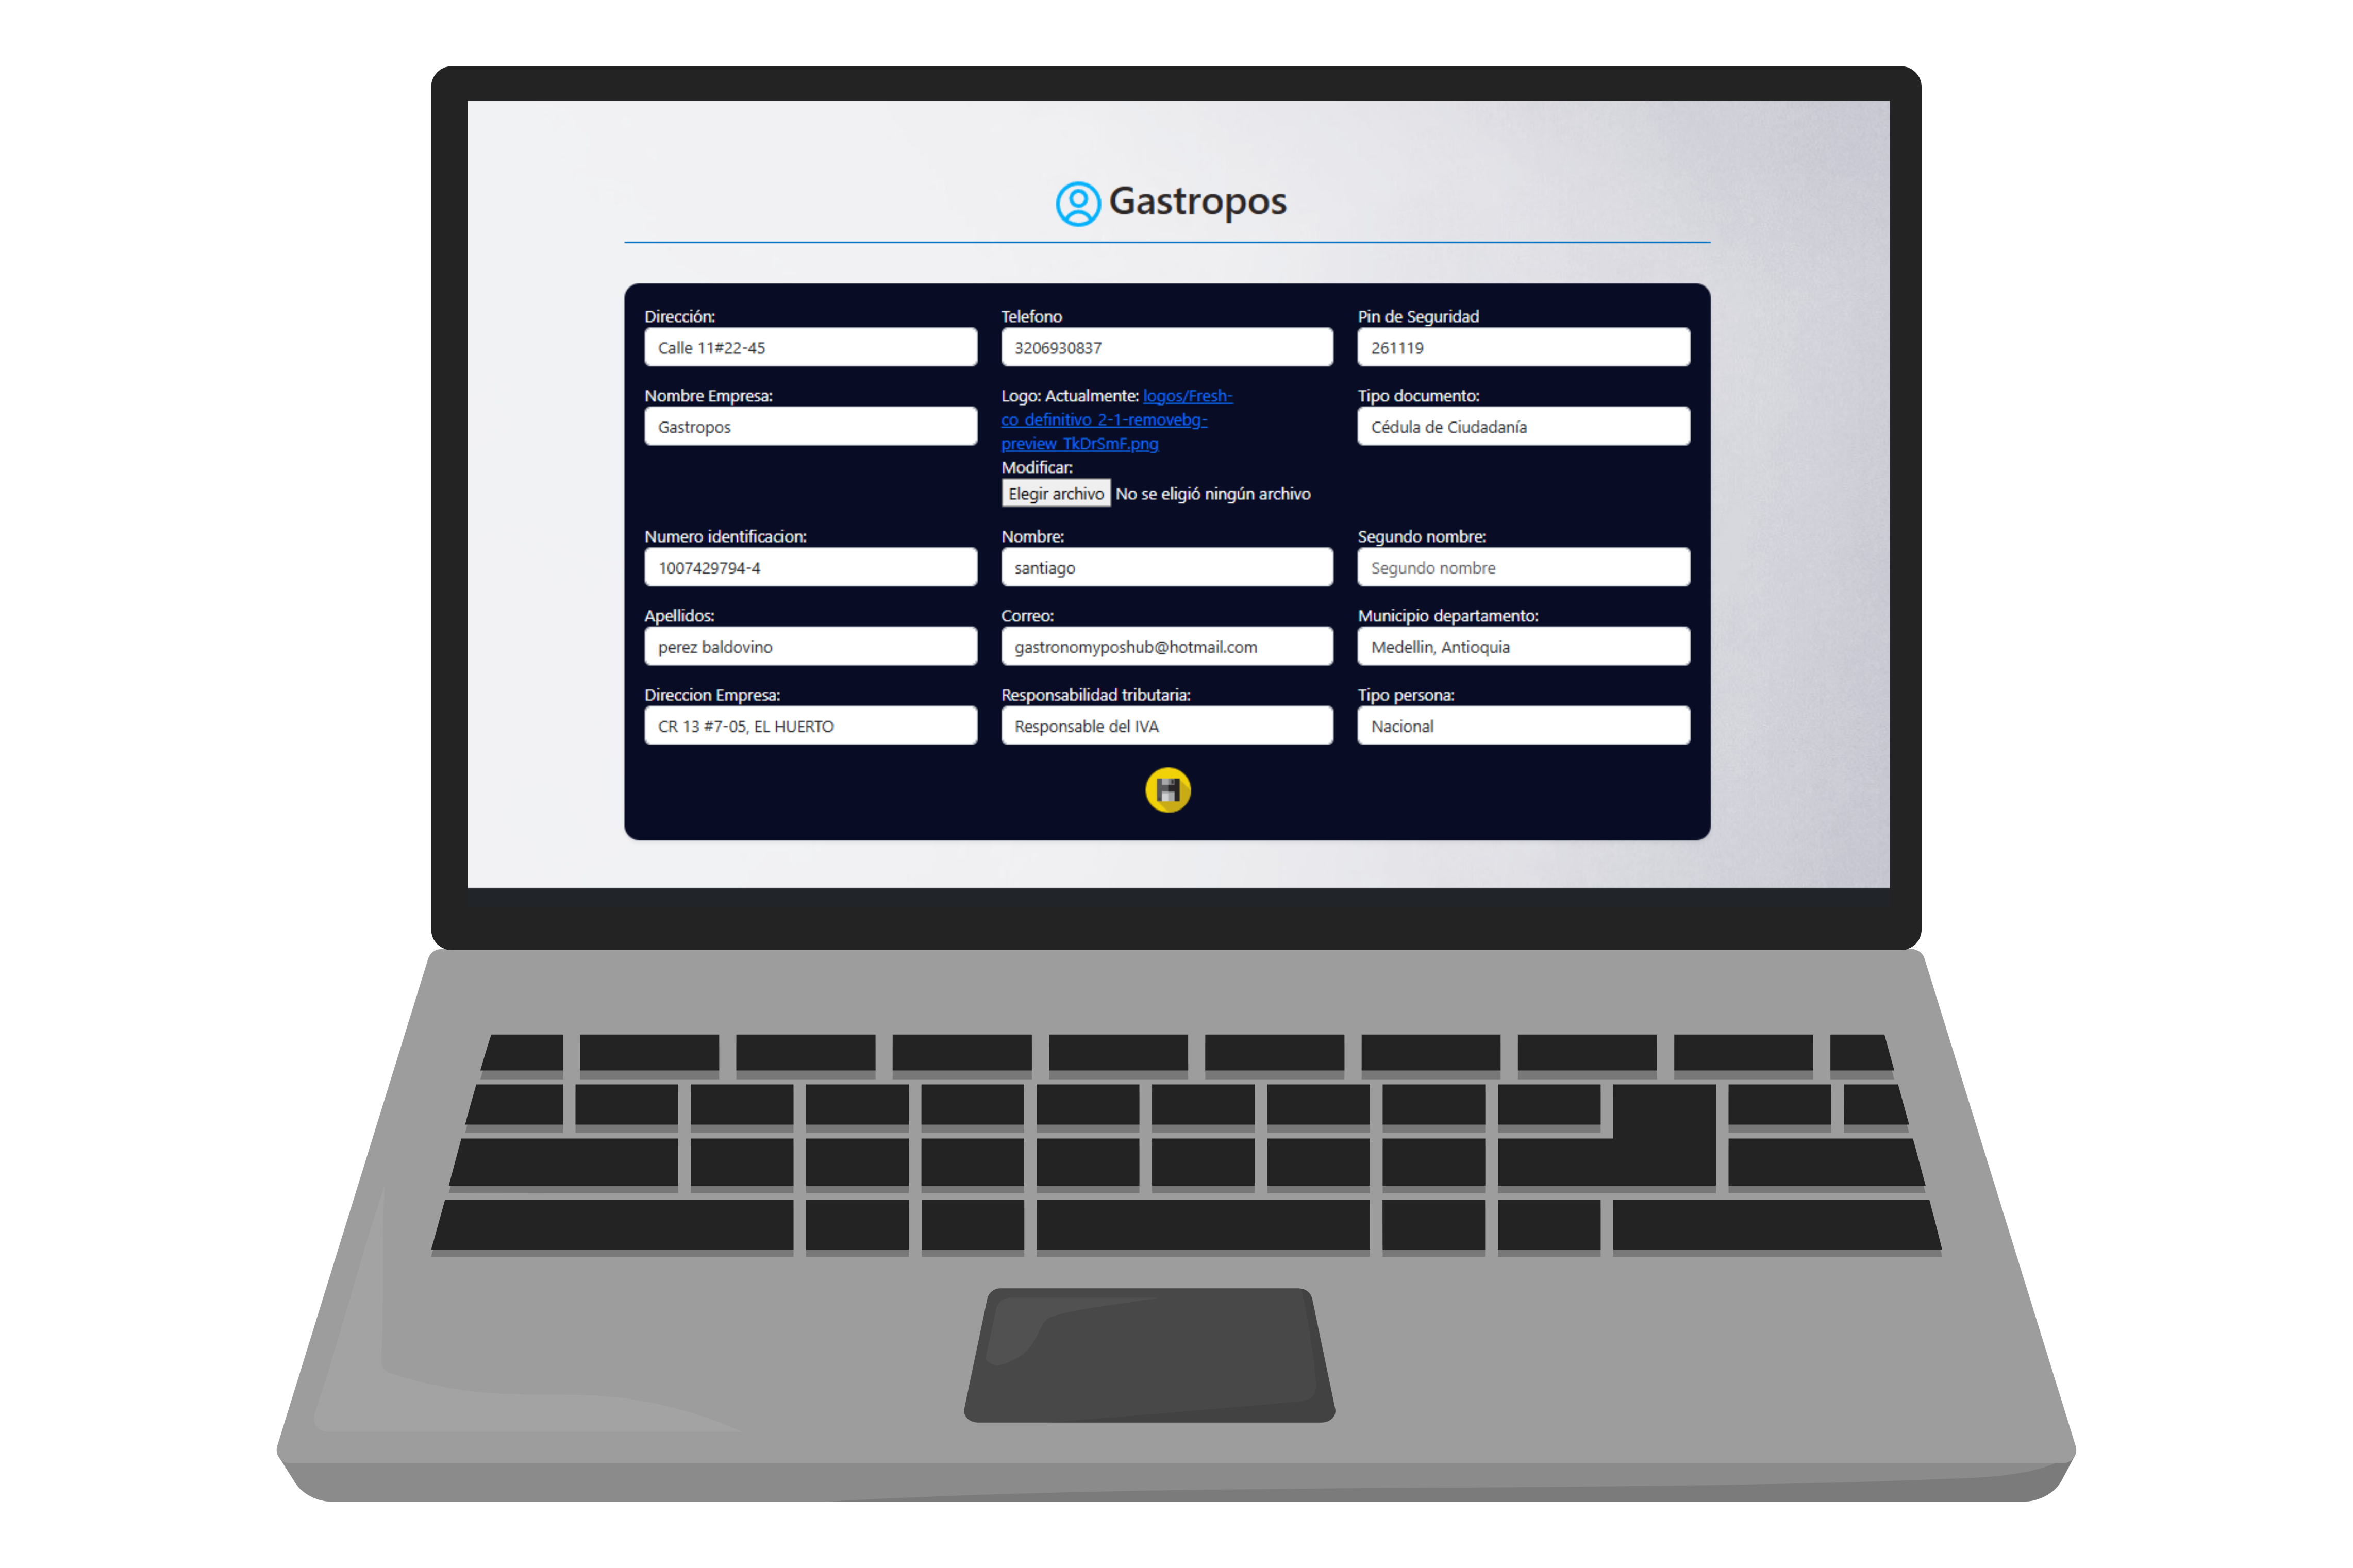 Gastropos
Dirección:
Calle 11#22-45
Telefono
3206930837
Pin de Seguridad
261119
Nombre Empresa:
Gastropos
Logo: Actualmente: logos/Fresh-
co_definitivo_2-1-removebg-
preview_TkDrSmF.png
Modificar:
Elegir archivo No se eligió ningún archivo
Tipo documento:
Cédula de Ciudadanía
Numero identificacion:
1007429794-4
Nombre:
santiago
Segundo nombre:
Segundo nombre
Apellidos:
perez baldovino
Correo:
gastronomyposhub@hotmail.com
Municipio departamento:
Medellin, Antioquia
Direccion Empresa:
CR 13 #7-05, EL HUERTO
Responsabilidad tributaria:
Responsable del IVA
Tipo persona:
Nacional